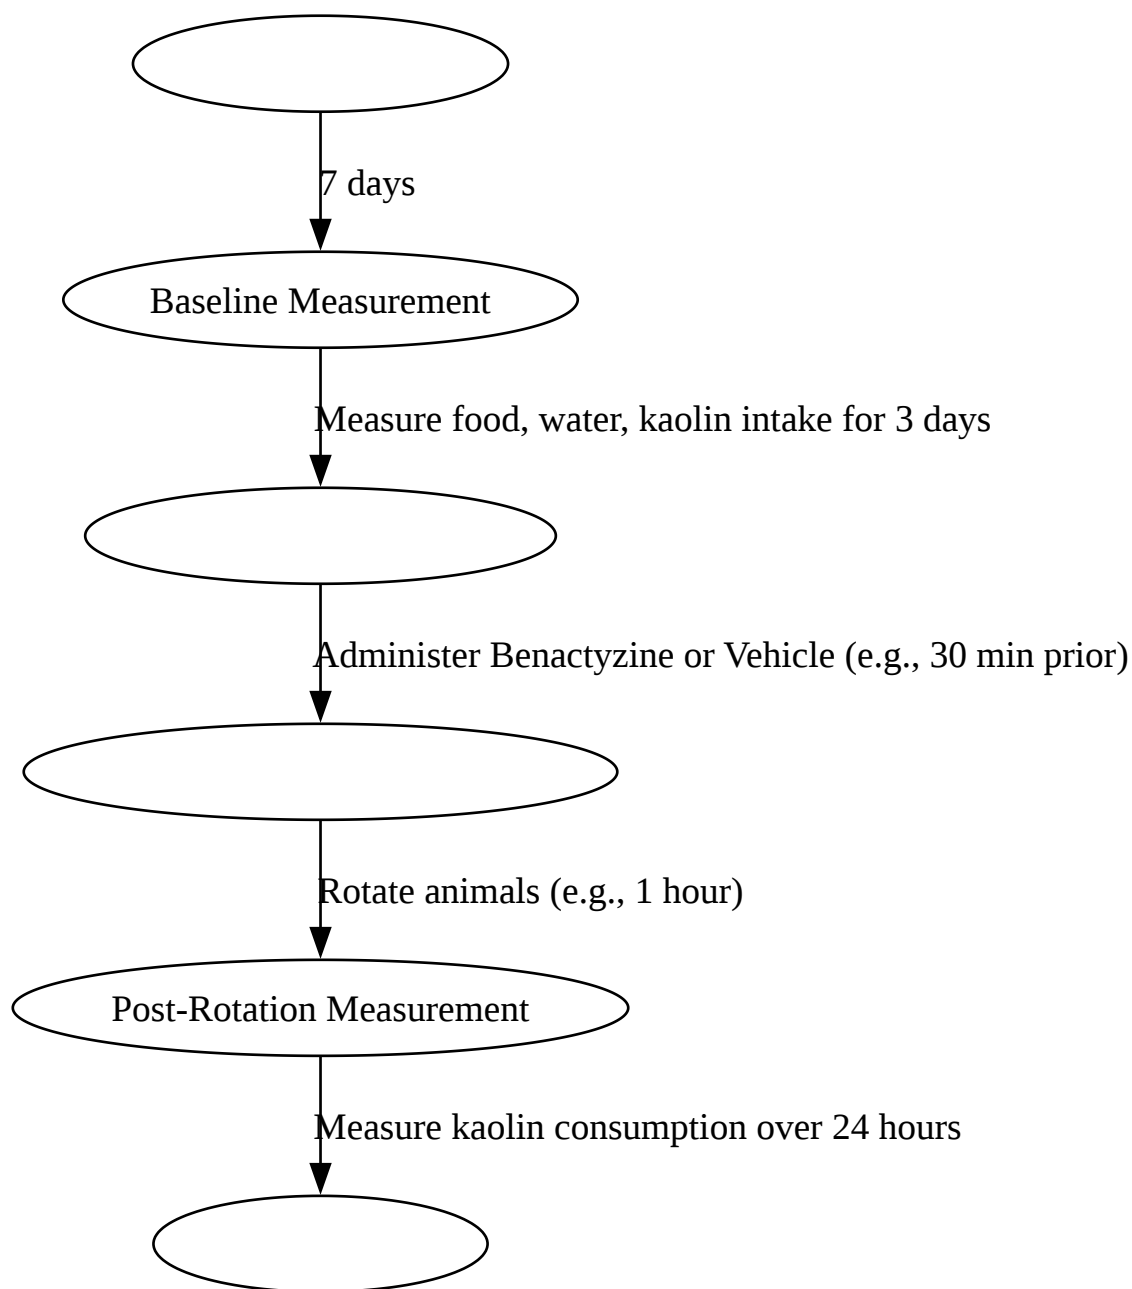 7 days
Baseline Measurement
Measure food, water, kaolin intake for 3 days
Administer Benactyzine or Vehicle (e.g., 30 min prior)
Rotate animals (e.g., 1 hour)
Post-Rotation Measurement
Measure kaolin consumption over 24 hours